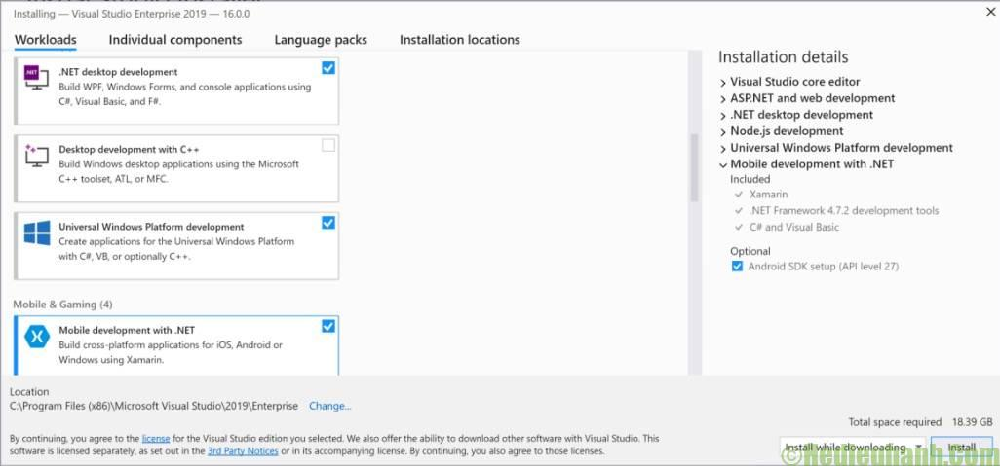 Installing — Visual Studio Enterprise 2019 — 16.0.0
Workloads
Individual components
Language packs
Installation locations
.NET
.NET desktop development
Build WPF, Windows Forms, and console applications using
C#, Visual Basic, and F#.
Desktop development with C++
Build Windows desktop applications using the Microsoft
C++ toolset, ATL, or MFC.
Universal Windows Platform development
Create applications for the Universal Windows Platform
with C#, VB, or optionally C++.
Mobile & Gaming (4)
Mobile development with .NET
Build cross-platform applications for iOS, Android or
Windows using Xamarin.
Installation details
Visual Studio core editor
ASP.NET and web development
.NET desktop development
Node.js development
Universal Windows Platform development
Mobile development with .NET
Included
Xamarin
.NET Framework 4.7.2 development tools
C# and Visual Basic
Optional
Android SDK setup (API level 27)
Location
C:\Program Files (x86)\Microsoft Visual Studio\2019\Enterprise Change...
Total space required 18.39 GB
By continuing, you agree to the license for the Visual Studio edition you selected. We also offer the ability to download other software with Visual Studio. This
software is licensed separately, as set out in the 3rd Party Notices or in its accompanying license. By continuing, you also agree to those licenses.
Install while downloading
Install